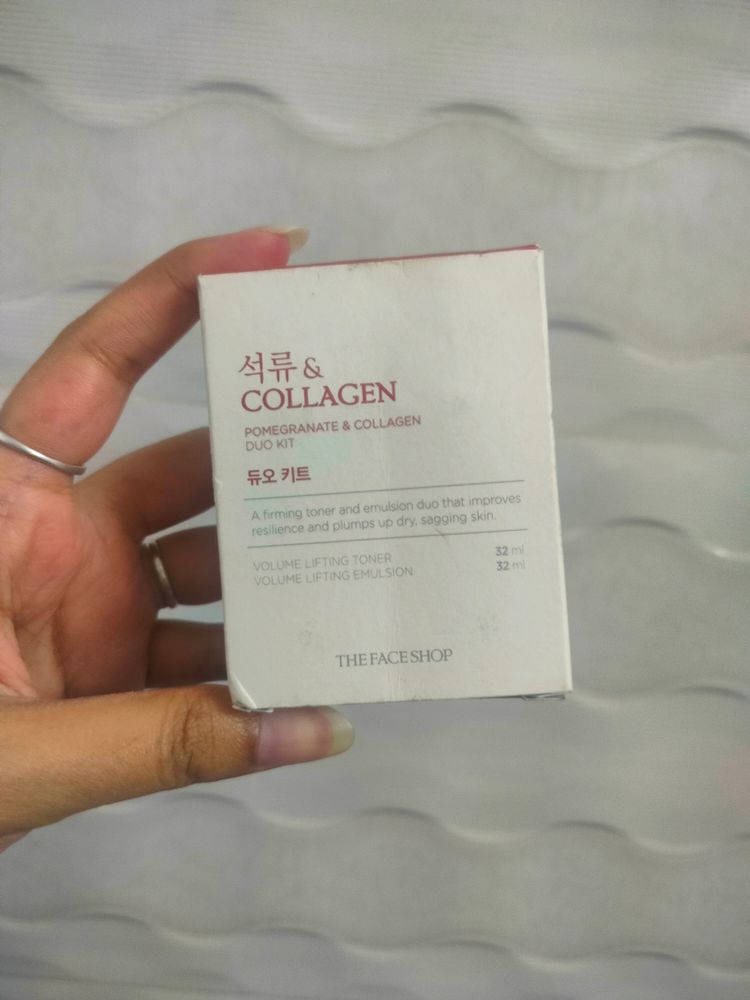 석류 &
COLLAGEN
POMEGRANATE & COLLAGEN
DUO KIT
듀오 키트
A firming toner and emulsion duo that improves
resilience and plumps up dry, sagging skin.
VOLUME LIFTING TONER 32 ml
VOLUME LIFTING EMULSION 32 ml
THE FACE SHOP